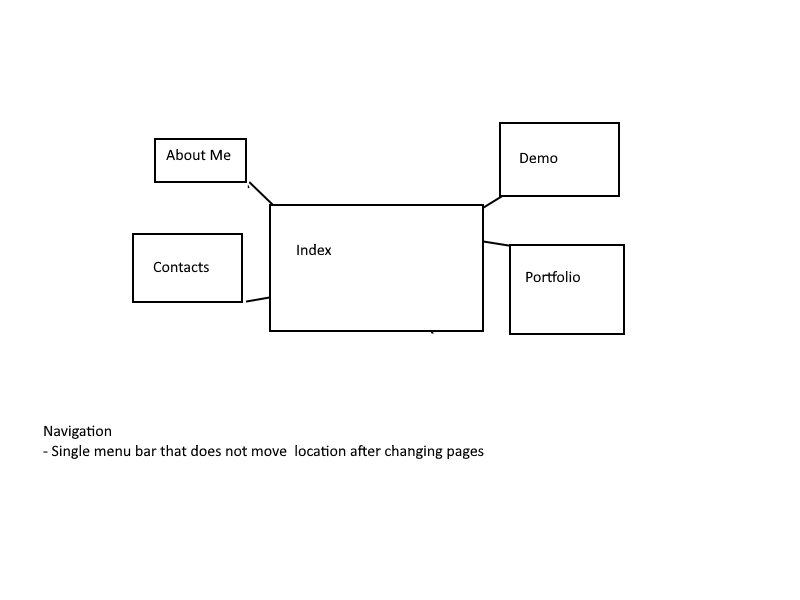 About Me
Demo
Index
Contacts
Portfolio
Navigation
- Single menu bar that does not move  location after changing pages